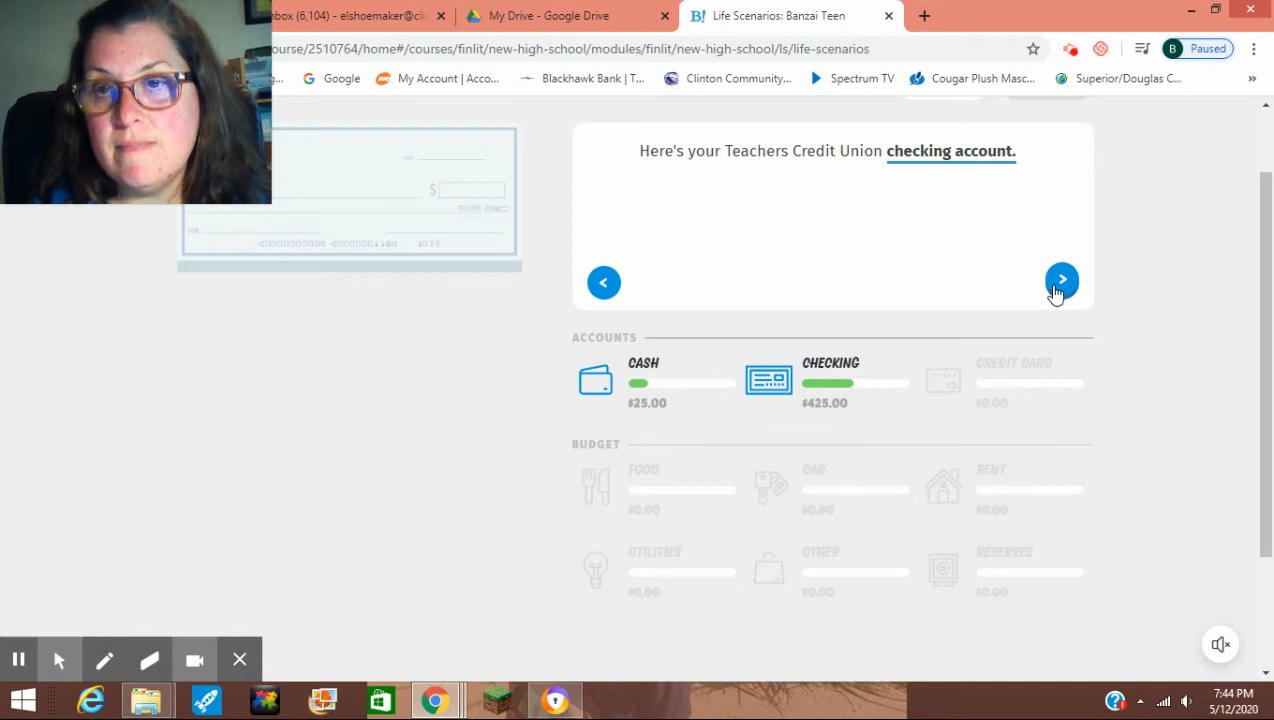 Inbox (6,104) - elshoemaker@cli
My Drive - Google Drive
B! Life Scenarios: Banzai Teen
ourse/2510764/home#/courses/finlit/new-high-school/modules/finlit/new-high-school/ls/life-scenarios
B Paused
Google
My Account | Acco...
Blackhawk Bank | T...
Clinton Community...
Spectrum TV
Cougar Plush Masc...
Superior/Douglas C...
»
Here's your Teachers Credit Union checking account.
DATE
$
DOLLARS
FOR
< >
ACCOUNTS
CASH
$25.00
CHECKING
$425.00
CREDIT CARD
$0.00
BUDGET
FOOD
$0.00
CAR
$0.00
RENT
$0.00
UTILITIES
$0.00
OTHER
$0.00
RESERVES
$0.00
7:44 PM
5/12/2020